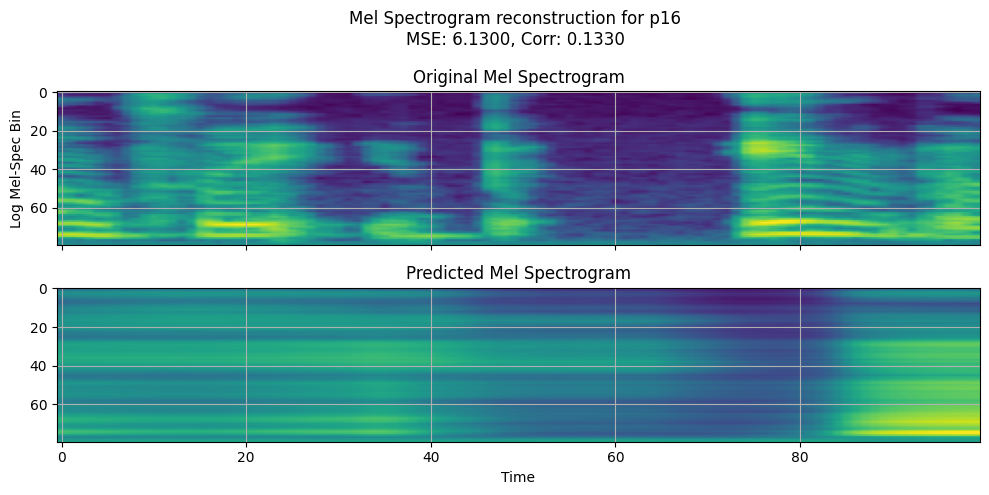 Mel Spectrogram reconstruction for p16
MSE: 6.1300, Corr: 0.1330
Original Mel Spectrogram
Log Mel-Spec Bin
0
20
40
60
Predicted Mel Spectrogram
0
20
40
60
0 20 40 60 80
Time